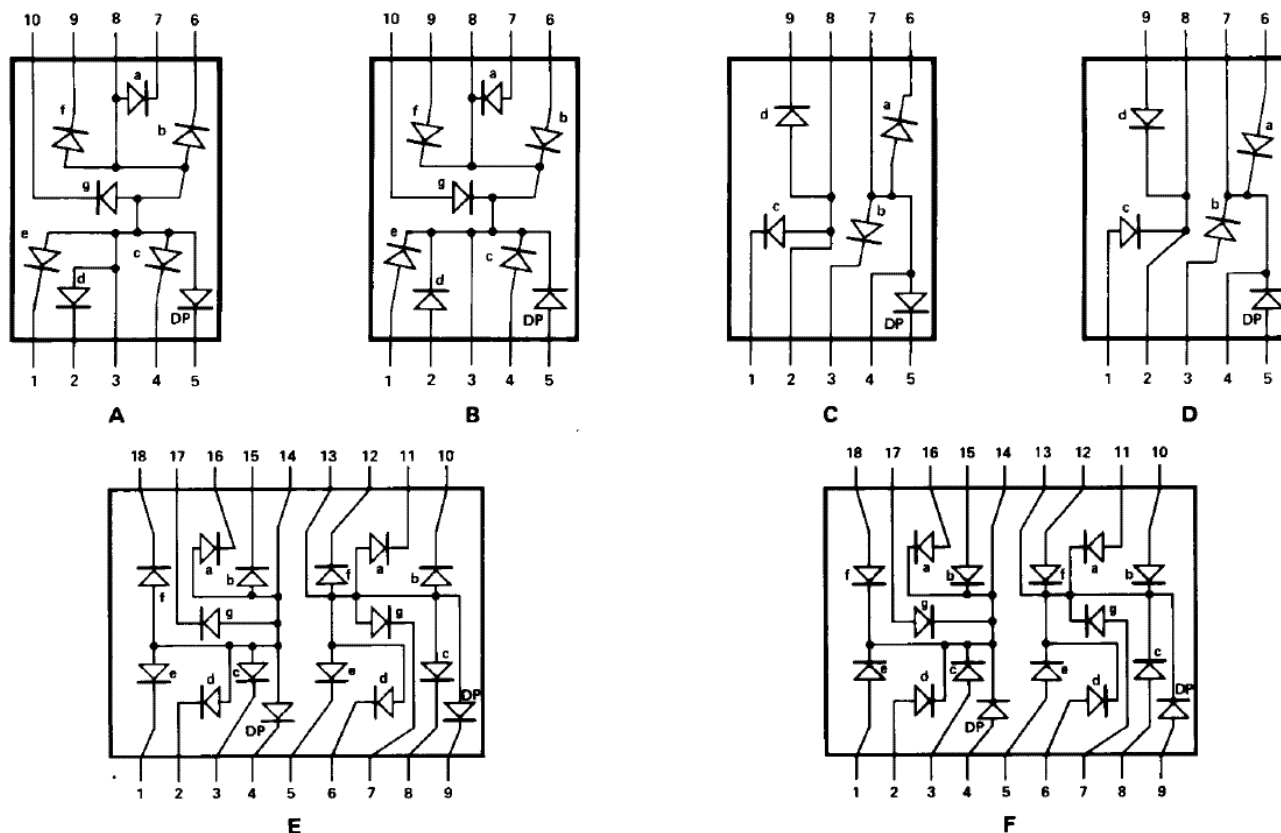 10 9 8 7 6 10 9 8 7 6 9 8 7 6 9 8 7 6
a a
f b f b d a d a
g g
c c
b b
e c e c
d d
DP DP DP DP
1 2 3 4 5 1 2 3 4 5 1 2 3 4 5 1 2 3 4 5
A B C D
18 17 16 15 14 13 12 11 10 18 17 16 15 14 13 12 11 10
a a a a
f b f b f b f b
g g g g
e d c e d c e d c e d c
DP DP DP DP
1 2 3 4 5 6 7 8 9 1 2 3 4 5 6 7 8 9
E F